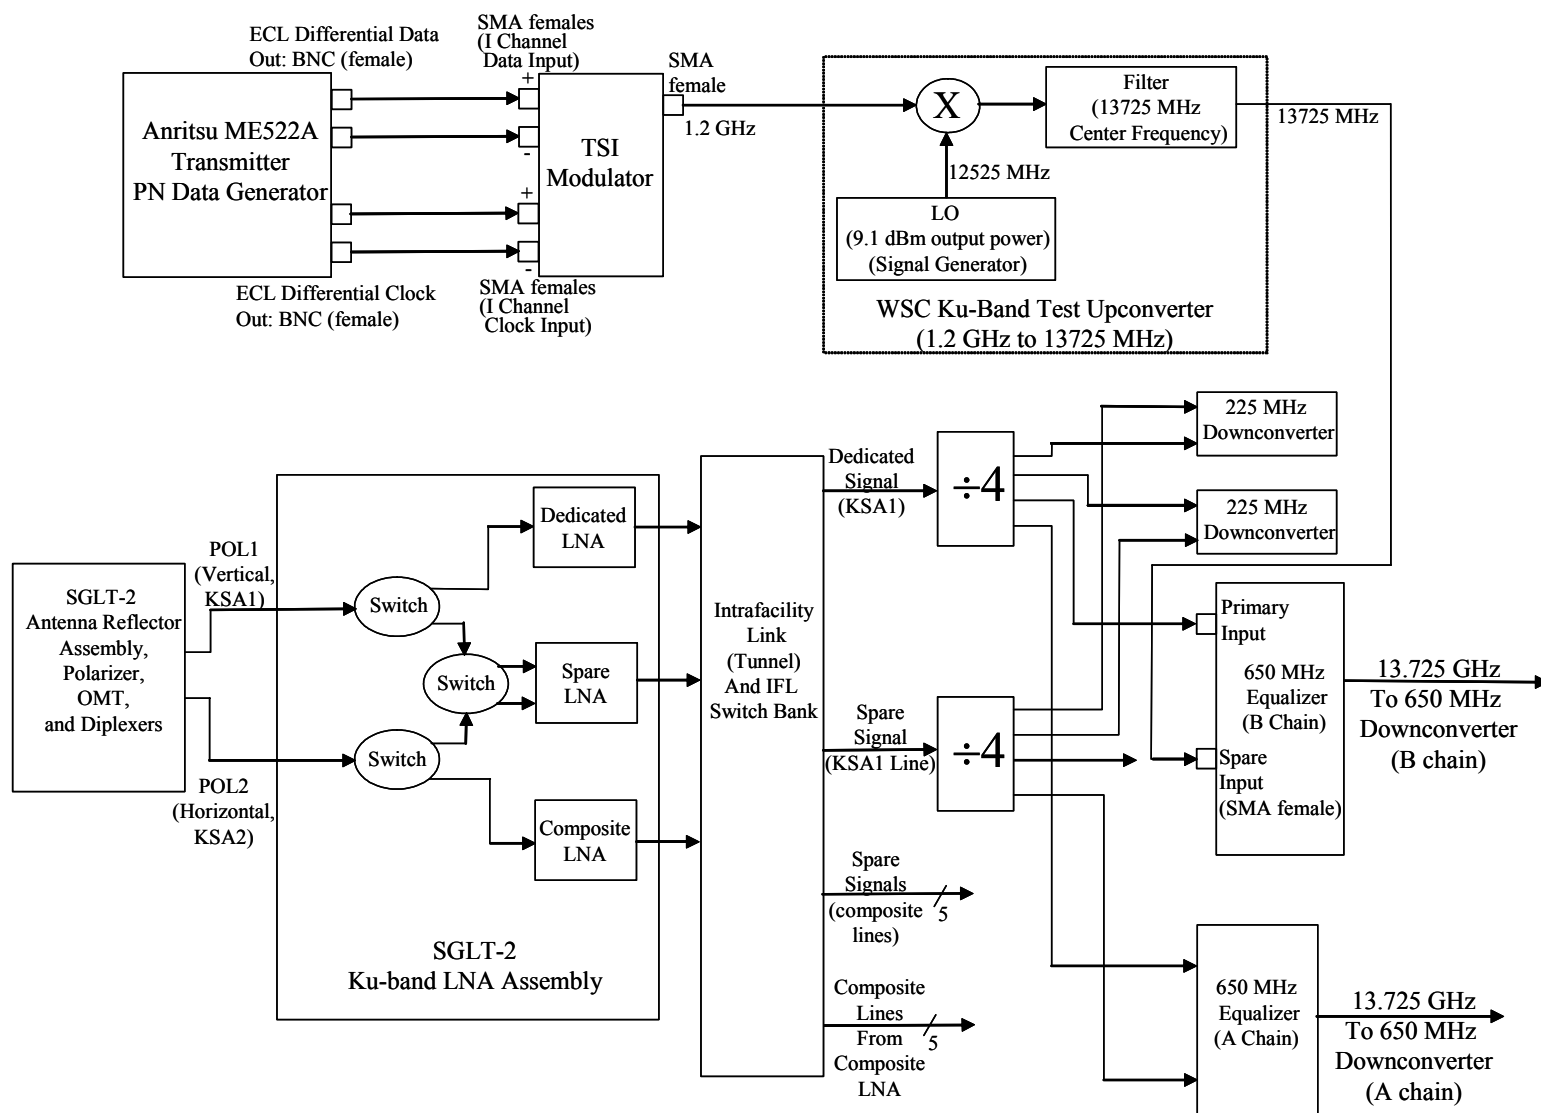 ECL Differential Data
Out: BNC (female)
SMA females
(I Channel
Data Input)
+
-
+
-
SMA
female
1.2 GHz
Anritsu ME522A
Transmitter
PN Data Generator
TSI
Modulator
ECL Differential Clock
Out: BNC (female)
SMA females
(I Channel
Clock Input)
X
Filter
(13725 MHz
Center Frequency)
13725 MHz
12525 MHz
LO
(9.1 dBm output power)
(Signal Generator)
WSC Ku-Band Test Upconverter
(1.2 GHz to 13725 MHz)
SGLT-2
Antenna Reflector
Assembly,
Polarizer,
OMT,
and Diplexers
POL1
(Vertical,
KSA1)
POL2
(Horizontal,
KSA2)
Switch
Switch
Switch
Dedicated
LNA
Spare
LNA
Composite
LNA
SGLT-2
Ku-band LNA Assembly
Intrafacility
Link
(Tunnel)
And IFL
Switch Bank
Dedicated
Signal
(KSA1)
÷4
Spare
Signal
(KSA1 Line)
÷4
Spare
Signals
(composite
lines)
5
Composite
Lines
From
Composite
LNA
5
225 MHz
Downconverter
225 MHz
Downconverter
Primary
Input
650 MHz
Equalizer
(B Chain)
Spare
Input
(SMA female)
13.725 GHz
To 650 MHz
Downconverter
(B chain)
650 MHz
Equalizer
(A Chain)
13.725 GHz
To 650 MHz
Downconverter
(A chain)